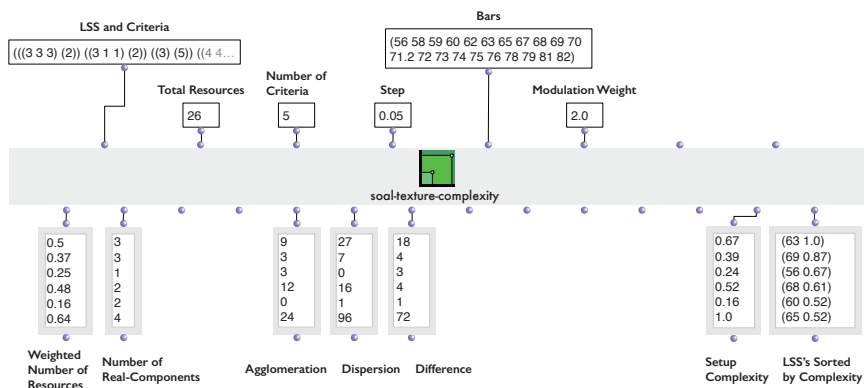 LSS and Criteria
Bars
(((3 3 3) (2)) ((3 1 1) (2)) ((3) (5)) ((4 4…
(56 58 59 60 62 63 65 67 68 69 70
71.2 72 73 74 75 76 78 79 81 82)
Total Resources
Number of
Criteria
Step
Modulation Weight
26
5
0.05
2.0
soal-texture-complexity
0.5
0.37
0.25
0.48
0.16
0.64
3
3
1
2
2
4
9
3
3
12
0
24
27
7
0
16
1
96
18
4
3
4
1
72
0.67
0.39
0.24
0.52
0.16
1.0
(63 1.0)
(69 0.87)
(56 0.67)
(68 0.61)
(60 0.52)
(65 0.52)
Weighted
Number of
Resources
Number of
Real-Components
Agglomeration
Dispersion
Difference
Setup
Complexity
LSS's Sorted
by Complexity